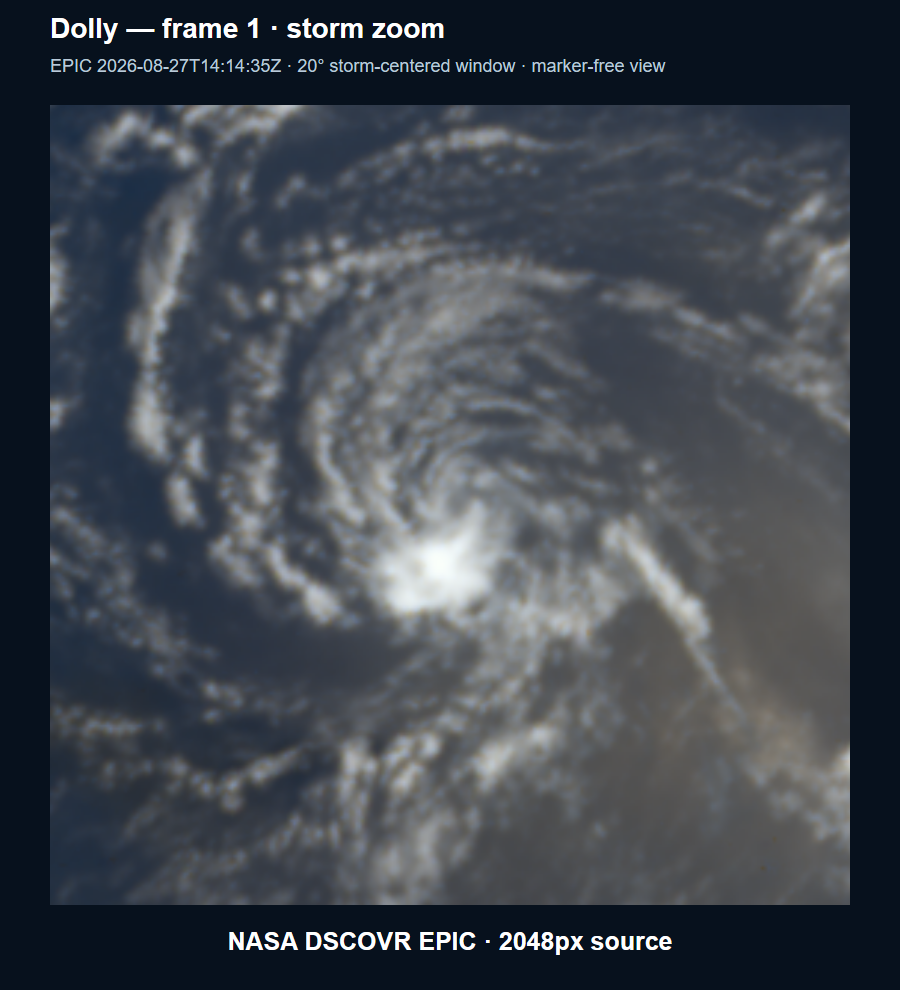 Dolly — frame 1 · storm zoom
EPIC 2026-08-27T14:14:35Z · 20° storm-centered window · marker-free view
NASA DSCOVR EPIC · 2048px source